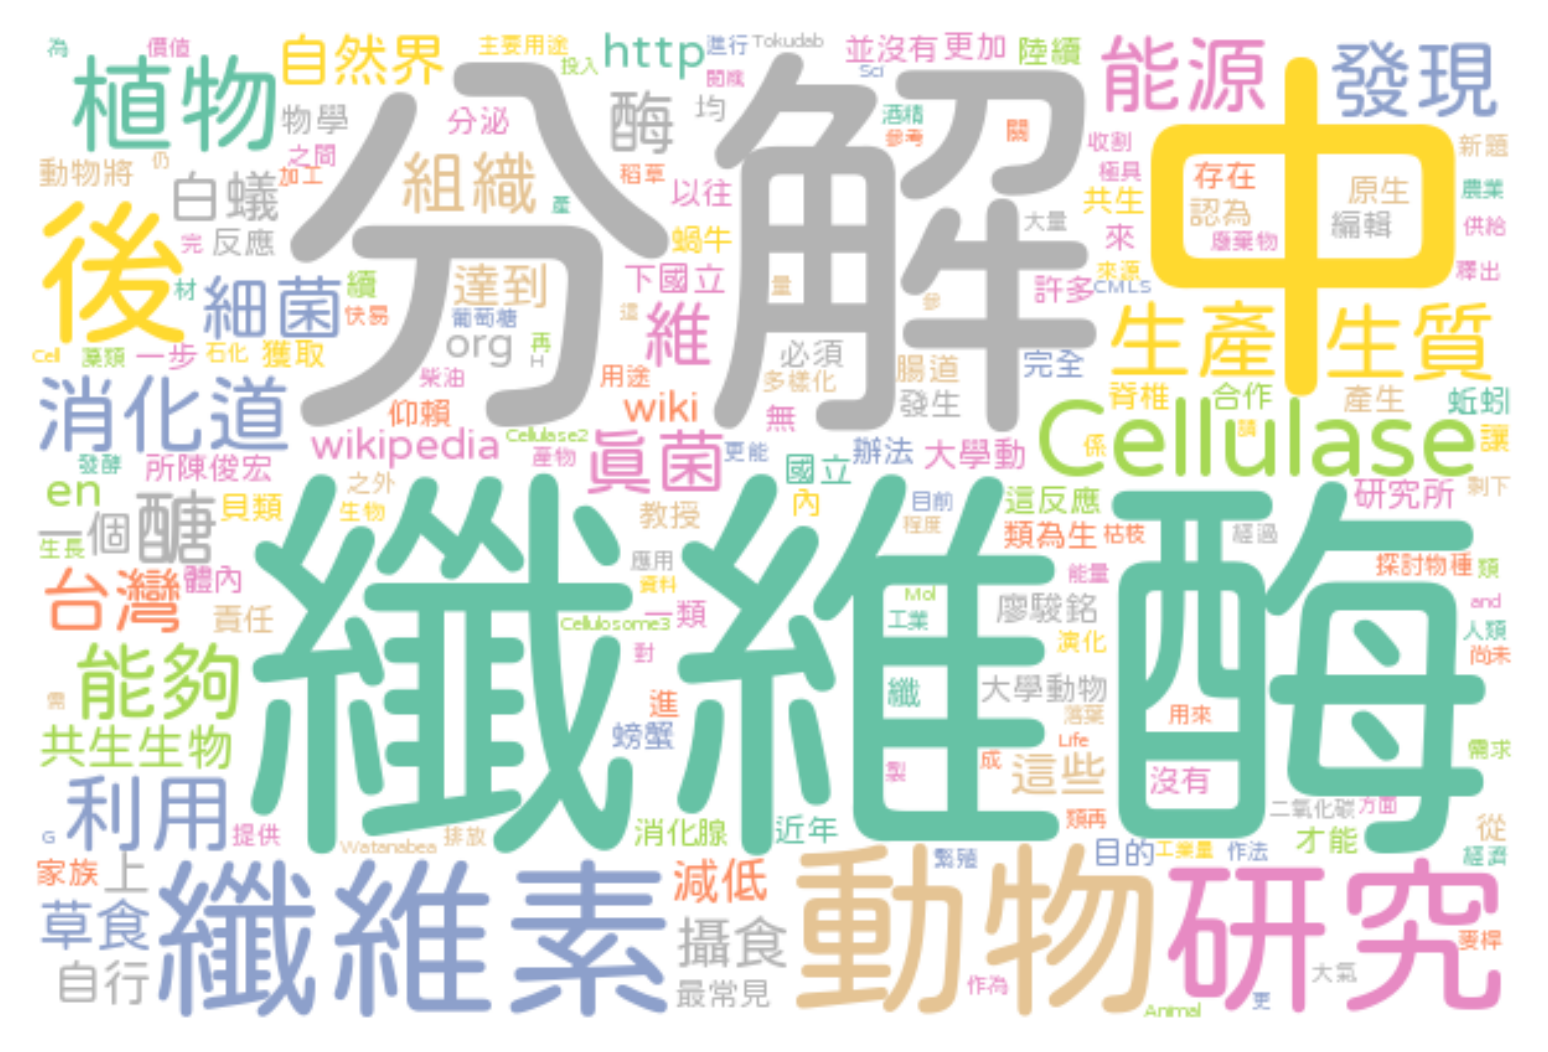 為
價值
自然界
主要用途
投入
http
進行
Tokudab
並沒有
更加
陸續
能源
發現
植物
物學
分泌
酶
均
閱風
Sci
酒精
參考
關
收割
新題
分解
中
動物將
の
之間
加工
組織
稻草
以往
極具
存在
原生
農業
白蟻
產
大量
共生
認為
編輯
供給
後
完
反應
蝸牛
來
廢棄物
材
細菌
續
快易
達到
下國立
量
許多
來源
CMLS
釋出
葡萄糖
這
維
參
生產
生質
Cell
藻類
一步
石化
獲取
org
再
H
必須
腸道
完全
消化道
柴油
用途
多樣化
脊椎
合作
產生
蚯蚓
仰賴
wiki
無
發生
Cellulase
wikipedia
Cellulase2
產物
真菌
更能
辦法
大學動
係
讓
發酵
所陳俊宏
國立
en
之外
醣
貝類
生物
教授
內
目前
這反應
研究所
剩下
一個
程度
生長
類為生
枯枝
經過
台灣
體內
應用
資料
能量
探討物種
類
責任
纖維酶
Cellulosome3
一類
Mol
工業
廖駿銘
and
演化
人類
能夠
對
尚未
需
纖
大學動物
共生生物
進
螃蟹
落葉
用來
Life
需求
製
成
這些
沒有
利用
G
提供
Watanabea
排放
消化腺
近年
類再
二氧化碳
方面
才能
從
家族
上
減低
繁殖
目的
工業量
作法
經濟
草食
纖維素
動物
研究
攝食
麥桿
自行
最常見
作為
大氣
更
Animal